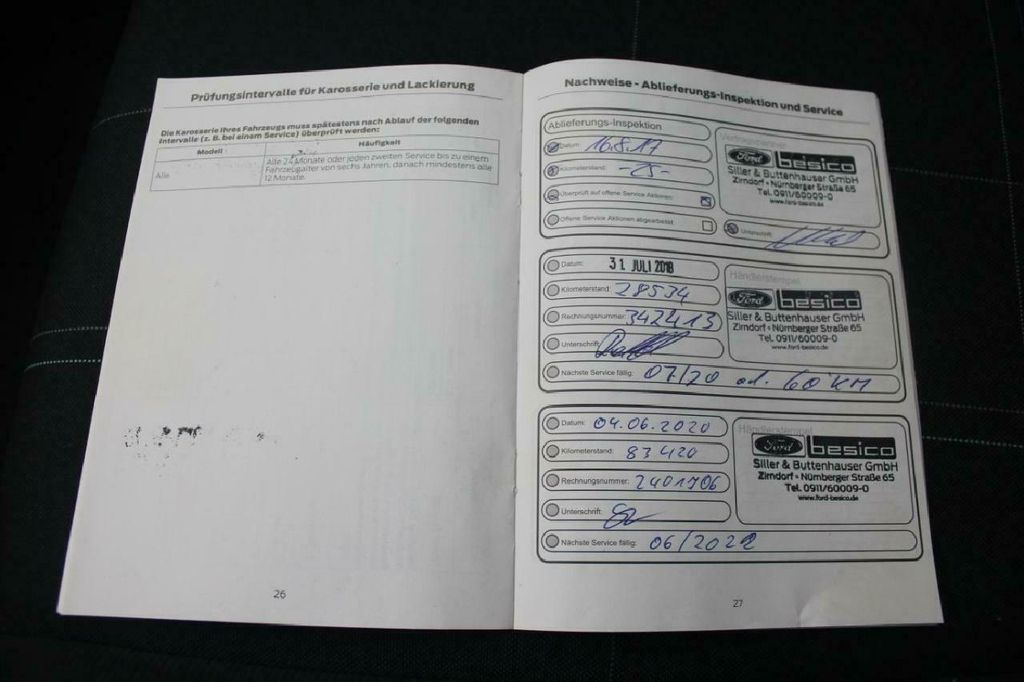 Prüfungsintervalle für Karosserie und Lackierung
Die Karosserie Ihres Fahrzeugs muss spätestens nach Ablauf der folgenden
Intervalle (z. B. bei einem Service) überprüft werden:
Modell Häufigkeit
Alle Alle 24 Monate oder jeden zweiten Service bis zu einem
Fahrzeugalter von sechs Jahren, danach mindestens alle
12 Monate.
26
Nachweise - Ablieferungs-Inspektion und Service
Ablieferungs-Inspektion
Datum: 16.8.17
Kilometerstand: -25-
Überprüft auf offene Service Aktionen:
Offene Service Aktionen abgearbeitet:
Ford besico
Siller & Buttenhauser GmbH
Zirndorf • Nürnberger Straße 65
Tel. 0911/60009-0
www.ford-besico.de
Unterschrift:
Datum: 31. JULI 2018
Kilometerstand: 28534
Rechnungsnummer: 342413
Unterschrift:
Händlerstempel
Ford besico
Siller & Buttenhauser GmbH
Zirndorf • Nürnberger Straße 65
Tel. 0911/60009-0
www.ford-besico.de
Nächste Service fällig: 07/20 od. 60' KM
Datum: 04.06.2020
Kilometerstand: 83420
Rechnungsnummer: 2401706
Unterschrift:
Händlerstempel
Ford besico
Siller & Buttenhauser GmbH
Zirndorf • Nürnberger Straße 65
Tel. 0911/60009-0
www.ford-besico.de
Nächste Service fällig: 06/2022
27